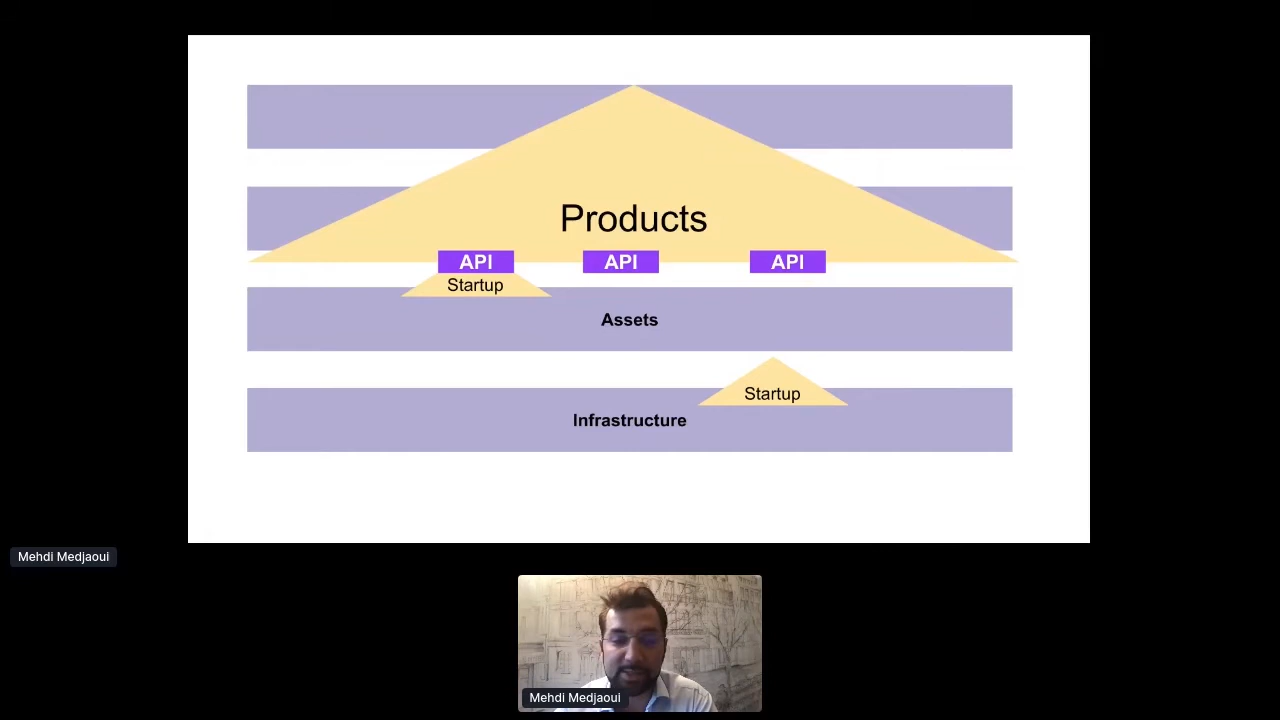 Products
API API API
Startup
Assets
Startup
Infrastructure
Mehdi Medjaoui
Mehdi Medjaoui